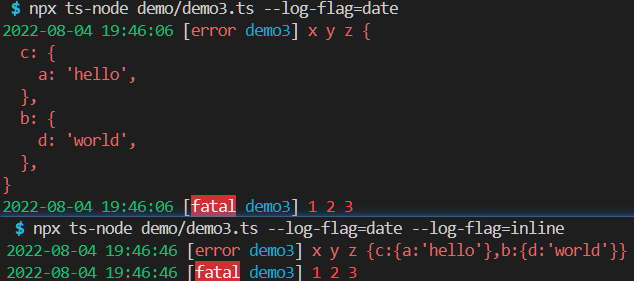 $ npx ts-node demo/demo3.ts --log-flag=date
2022-08-04 19:46:06 [error demo3] x y z {
  c: {
    a: 'hello',
  },
  b: {
    d: 'world',
  },
}
2022-08-04 19:46:06 [fatal demo3] 1 2 3
$ npx ts-node demo/demo3.ts --log-flag=date --log-flag=inline
2022-08-04 19:46:46 [error demo3] x y z {c:{a:'hello'},b:{d:'world'}}
2022-08-04 19:46:46 [fatal demo3] 1 2 3